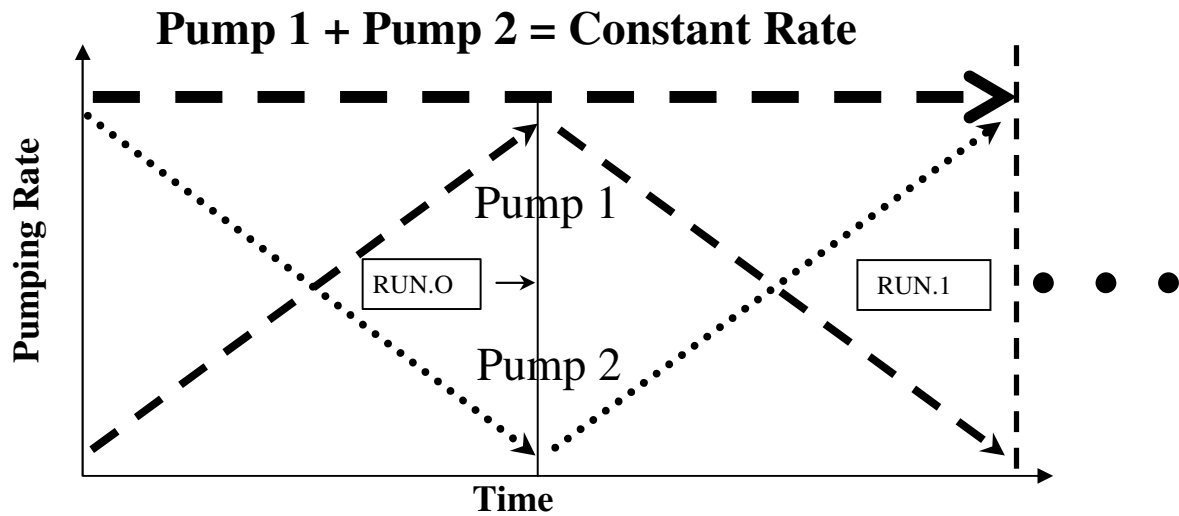 Pump 1 + Pump 2 = Constant Rate
Pumping Rate
Pump 1
RUN.O
RUN.1
Pump 2
Time